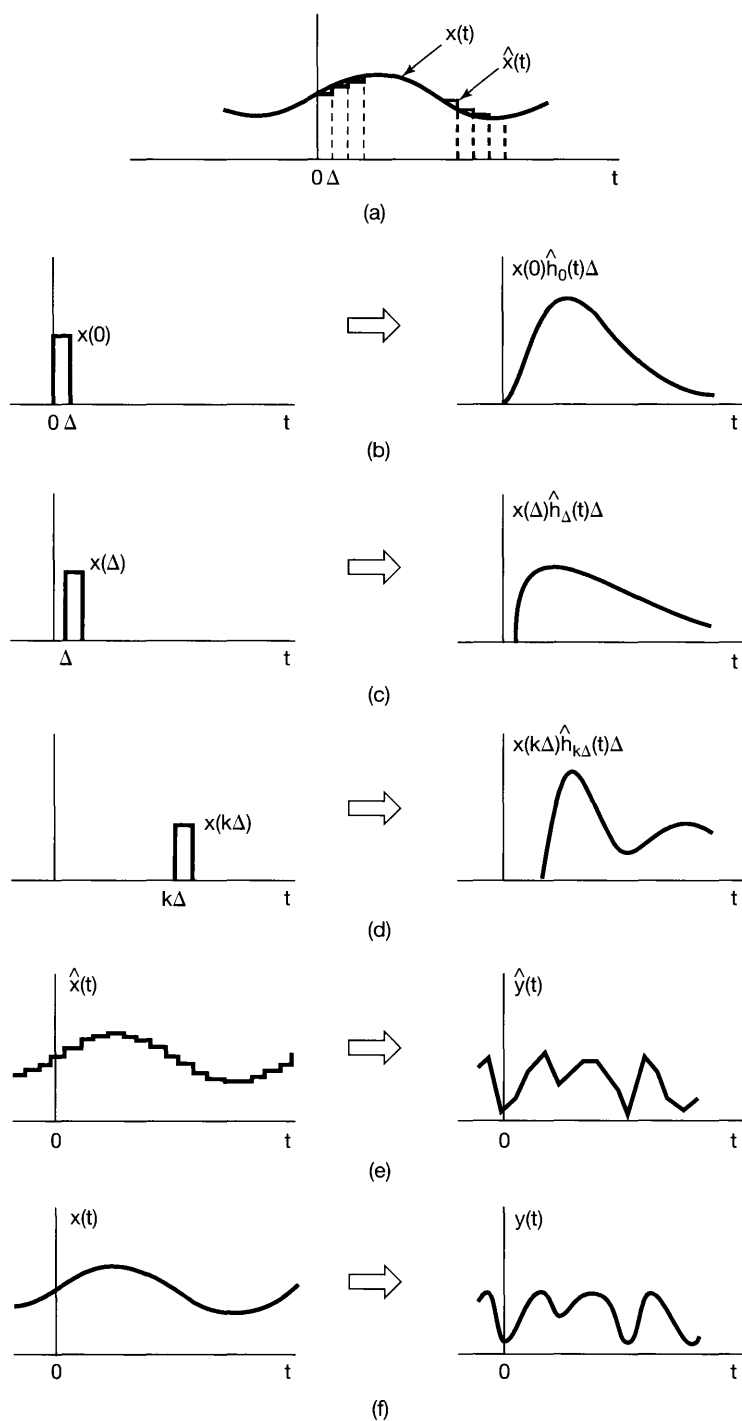 x(t)
x̂(t)
0 Δ t
(a)
x(0)
0 Δ t
x(0)ĥ₀(t)Δ
t
(b)
x(Δ)
Δ t
x(Δ)ĥ_Δ(t)Δ
t
(c)
x(kΔ)
kΔ t
x(kΔ)ĥ_kΔ(t)Δ
t
(d)
x̂(t)
0 t
ŷ(t)
0 t
(e)
x(t)
0 t
y(t)
0 t
(f)